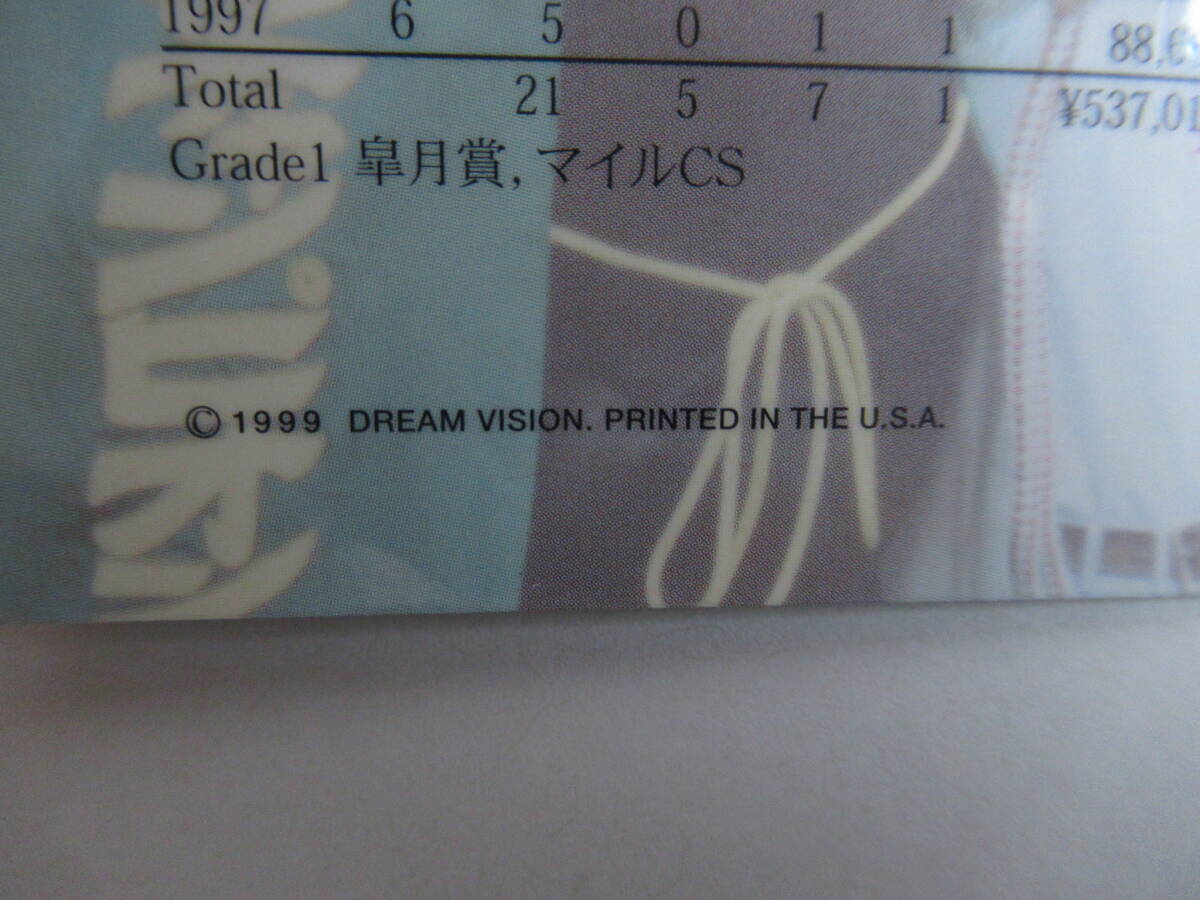 1997 6 5 0 1 1
Total 21 5 7 1
Grade1 皐月賞, マイルCS
© 1999 DREAM VISION. PRINTED IN THE U.S.A.